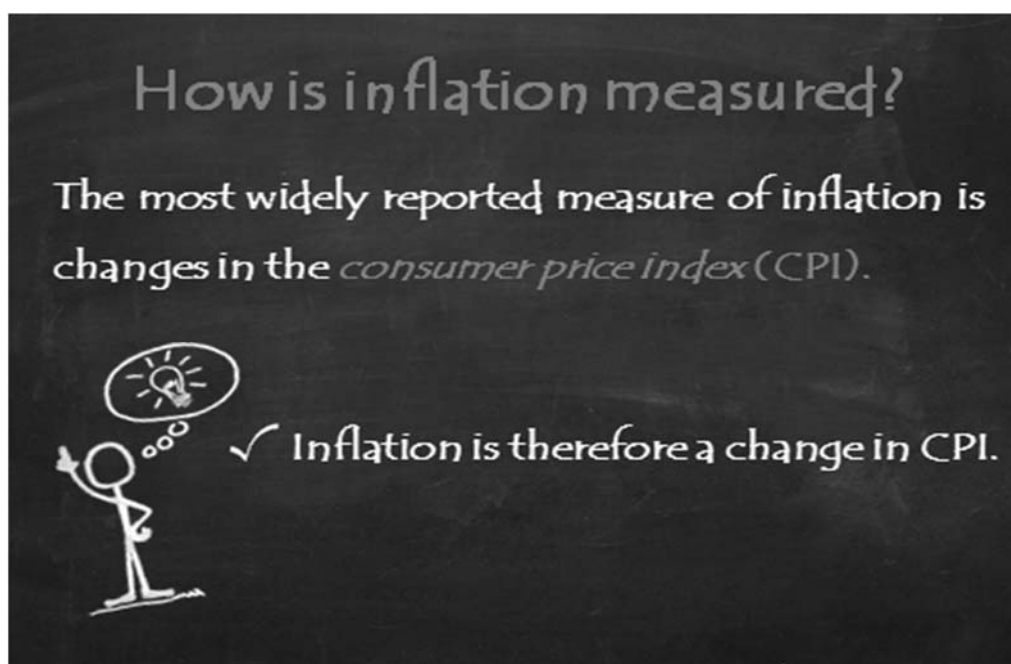 How is inflation measured?
The most widely reported measure of inflation is
changes in the consumer price index (CPI).
✓ Inflation is therefore a change in CPI.